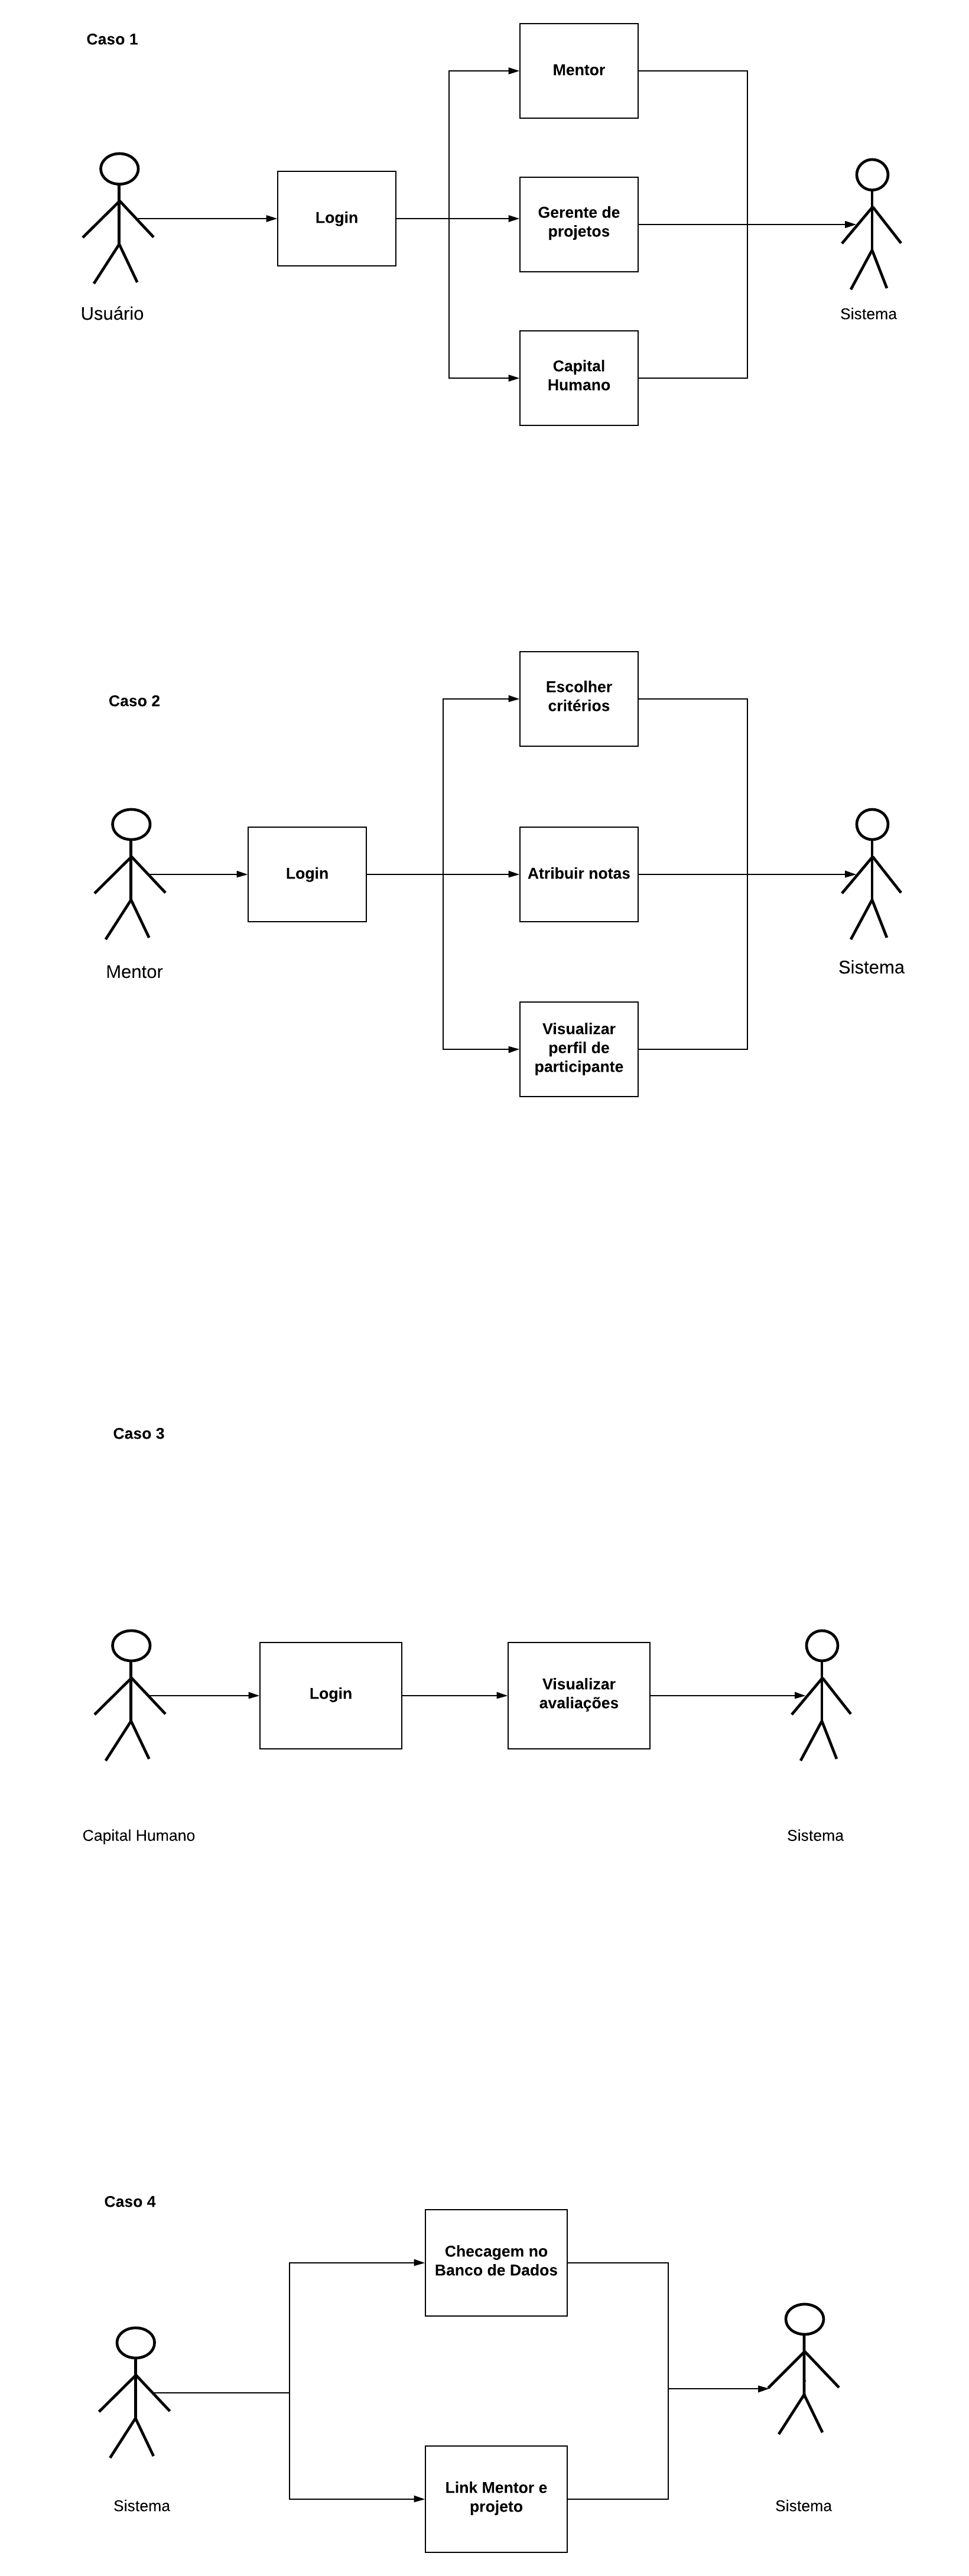 Caso 1
Mentor
Login
Gerente de
projetos
Capital
Humano
Usuário
Sistema
Caso 2
Escolher
critérios
Login
Atribuir notas
Visualizar
perfil de
participante
Mentor
Sistema
Caso 3
Login
Visualizar
avaliações
Capital Humano
Sistema
Caso 4
Checagem no
Banco de Dados
Link Mentor e
projeto
Sistema
Sistema